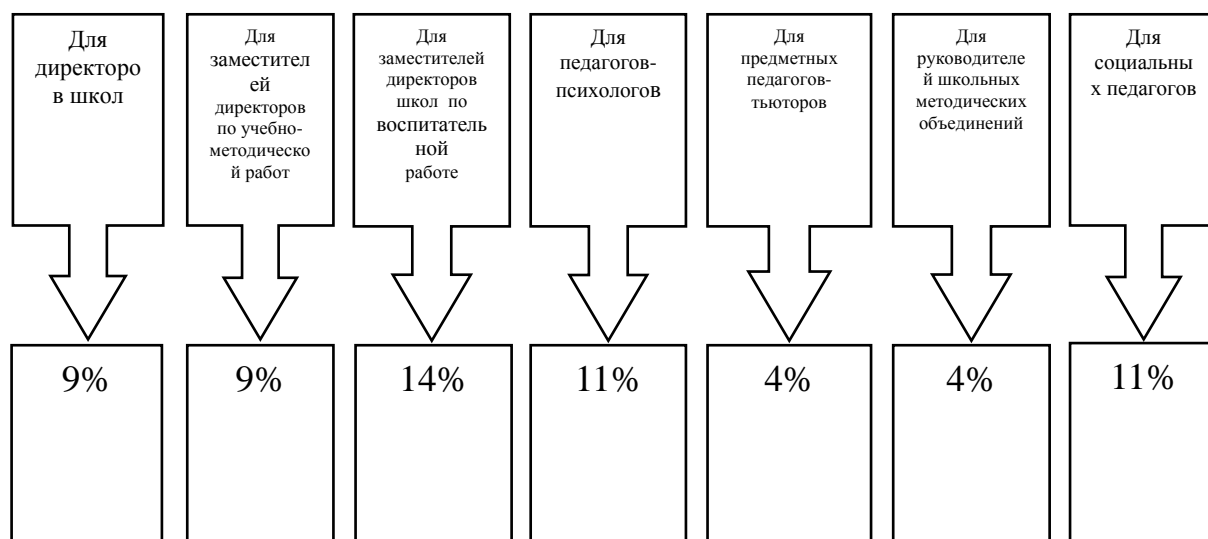 Для
директоро
в школ
Для
заместител
ей
директоров
по учебно-
методическо
й работ
Для
заместителей
директоров
школ по
воспитатель
ной
работе
Для
педагогов-
психологов
Для
предметных
педагогов-
тьюторов
Для
руководителе
й школьных
методических
объединений
Для
социальны
х педагогов
9%
9%
14%
11%
4%
4%
11%